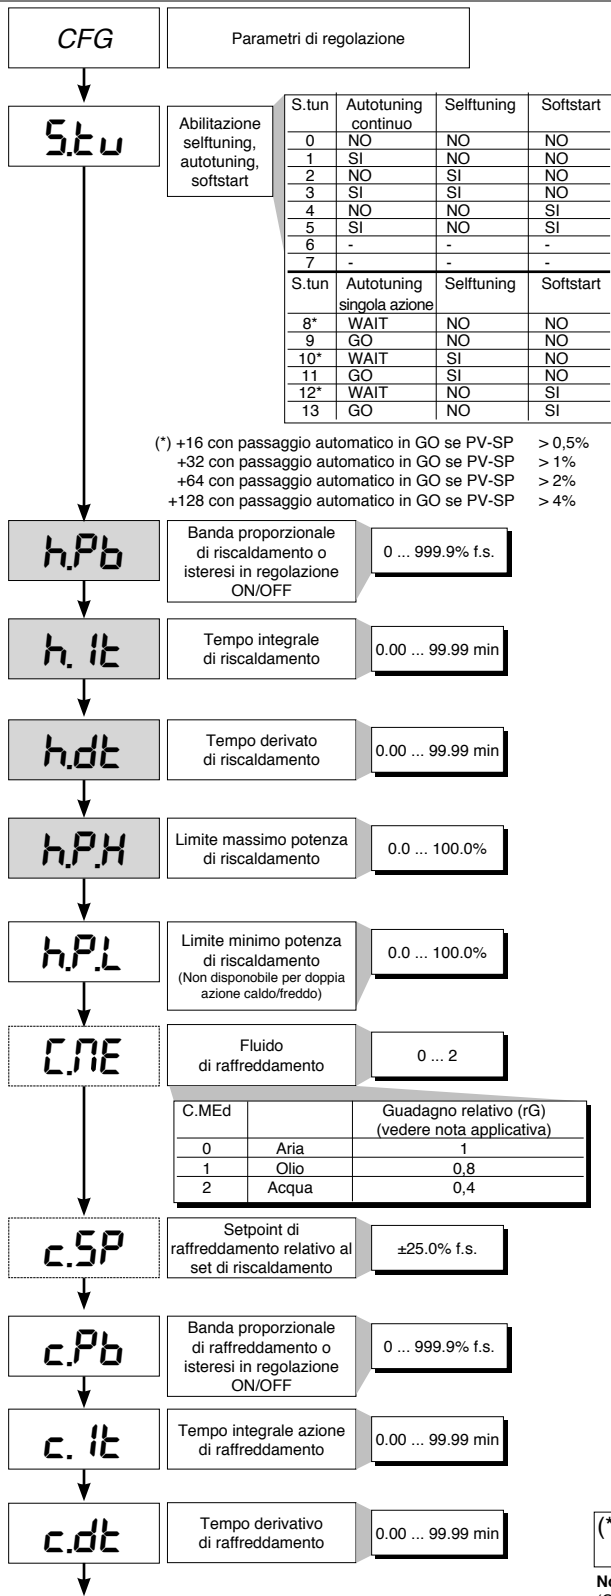 CFG
Parametri di regolazione
S.tu
Abilitazione
selftuning,
autotuning,
softstart
S.tun Autotuning continuo Selftuning Softstart
0 NO NO NO
1 SI NO NO
2 NO SI NO
3 SI SI NO
4 NO NO SI
5 SI NO SI
6 - - -
7 - - -
S.tun Autotuning singola azione Selftuning Softstart
8* WAIT NO NO
9 GO NO NO
10* WAIT SI NO
11 GO SI NO
12* WAIT NO SI
13 GO NO SI
(*) +16 con passaggio automatico in GO se PV-SP > 0,5%
+32 con passaggio automatico in GO se PV-SP > 1%
+64 con passaggio automatico in GO se PV-SP > 2%
+128 con passaggio automatico in GO se PV-SP > 4%
h.Pb
Banda proporzionale
di riscaldamento o
isteresi in regolazione
ON/OFF
0 ... 999.9% f.s.
h.It
Tempo integrale
di riscaldamento
0.00 ... 99.99 min
h.dt
Tempo derivato
di riscaldamento
0.00 ... 99.99 min
h.P.H
Limite massimo potenza
di riscaldamento
0.0 ... 100.0%
h.P.L
Limite minimo potenza
di riscaldamento
(Non disponobile per doppia
azione caldo/freddo)
0.0 ... 100.0%
C.ME
Fluido
di raffreddamento
0 ... 2
C.MEd Guadagno relativo (rG)
(vedere nota applicativa)
0 Aria 1
1 Olio 0,8
2 Acqua 0,4
c.SP
Setpoint di
raffreddamento relativo al
set di riscaldamento
±25.0% f.s.
c.Pb
Banda proporzionale
di raffreddamento o
isteresi in regolazione
ON/OFF
0 ... 999.9% f.s.
c.It
Tempo integrale azione
di raffreddamento
0.00 ... 99.99 min
c.dt
Tempo derivativo
di raffreddamento
0.00 ... 99.99 min
(*